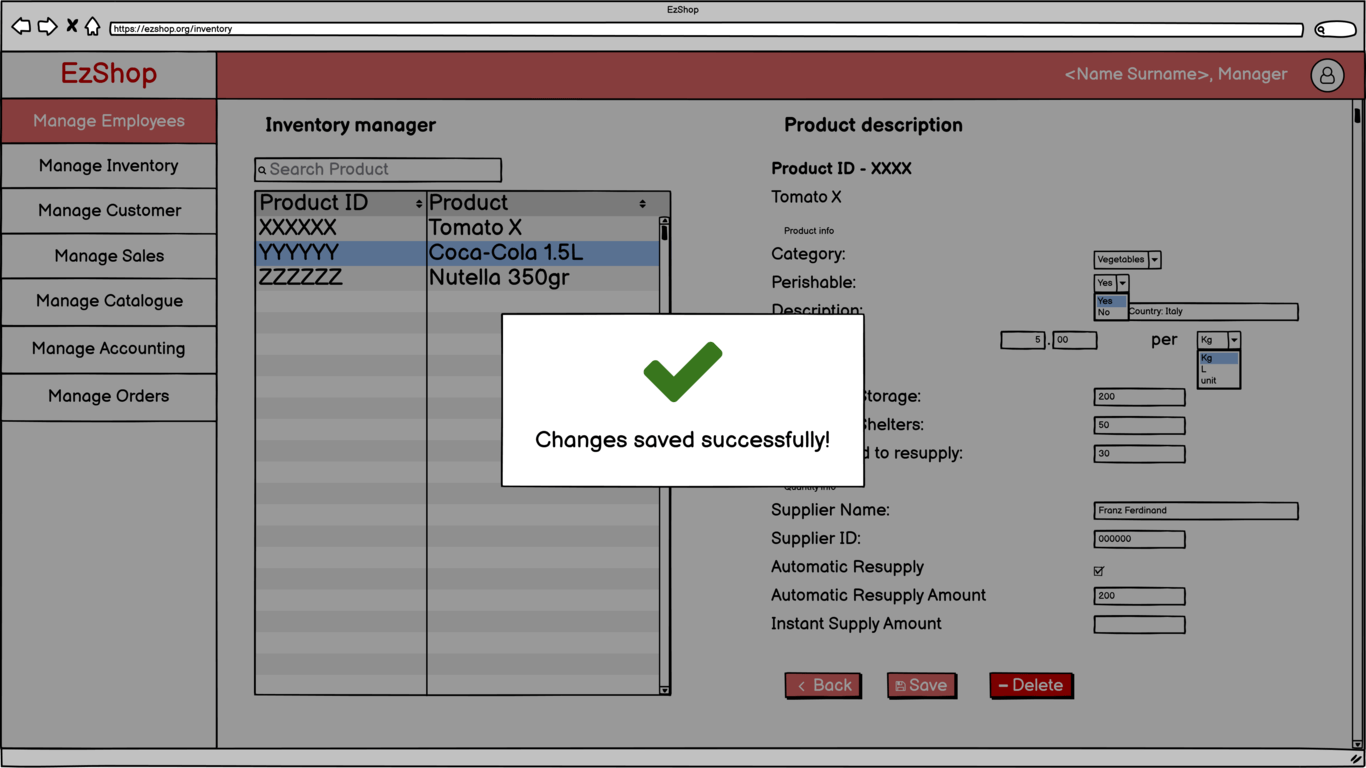 EzShop
https://ezshop.org/inventory
EzShop
<Name Surname>, Manager
Manage Employees
Manage Inventory
Manage Customer
Manage Sales
Manage Catalogue
Manage Accounting
Manage Orders
Inventory manager
Search Product
Product ID Product
XXXXXX Tomato X
YYYYYY Coca-Cola 1.5L
ZZZZZZ Nutella 350gr
Product description
Product ID - XXXX
Tomato X
Product info
Category: Vegetables
Perishable: Yes
Yes
No
Description: Country: Italy
5 . 00 per Kg
Kg
L
unit
Storage: 200
Shelters: 50
to resupply: 30
Quantity info
Supplier Name: Franz Ferdinand
Supplier ID: 000000
Automatic Resupply
Automatic Resupply Amount 200
Instant Supply Amount
< Back Save Delete
Changes saved successfully!